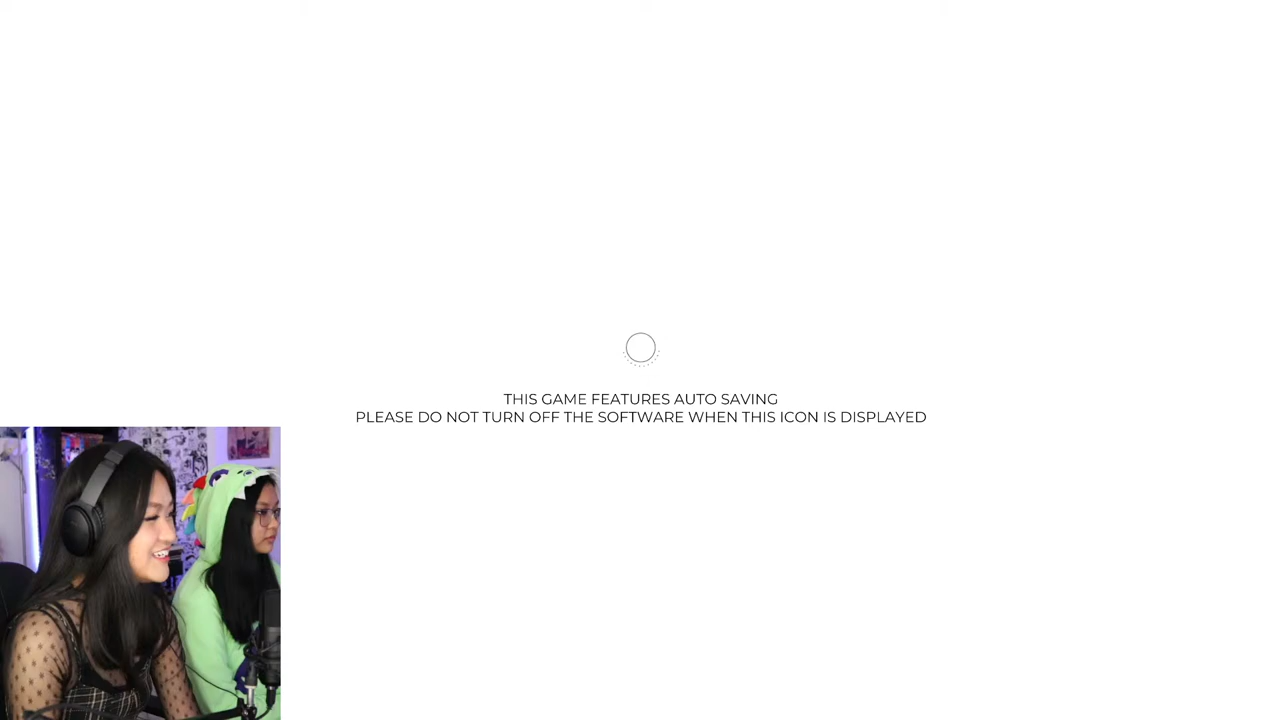 THIS GAME FEATURES AUTO SAVING
PLEASE DO NOT TURN OFF THE SOFTWARE WHEN THIS ICON IS DISPLAYED